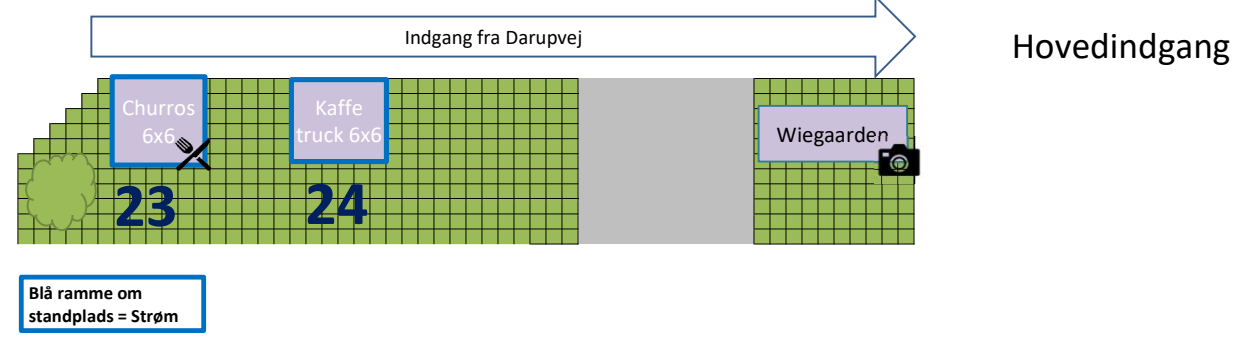 Indgang fra Darupvej
Hovedindgang
Churros
6x6
Kaffe
truck 6x6
Wiegaarden
23
24
Blå ramme om
standplads = Strøm